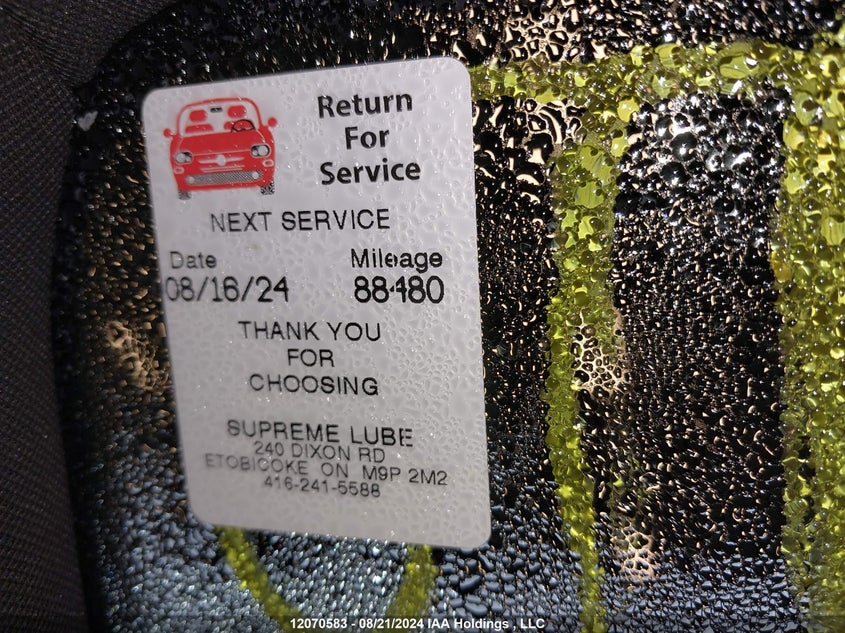 Return
For
Service
NEXT SERVICE
Date Mileage
08/16/24 88480
THANK YOU
FOR
CHOOSING
SUPREME LUBE
240 DIXON RD
ETOBICOKE ON M9P 2M2
416-241-5588
12070583 - 08/21/2024 IAA Holdings , LLC